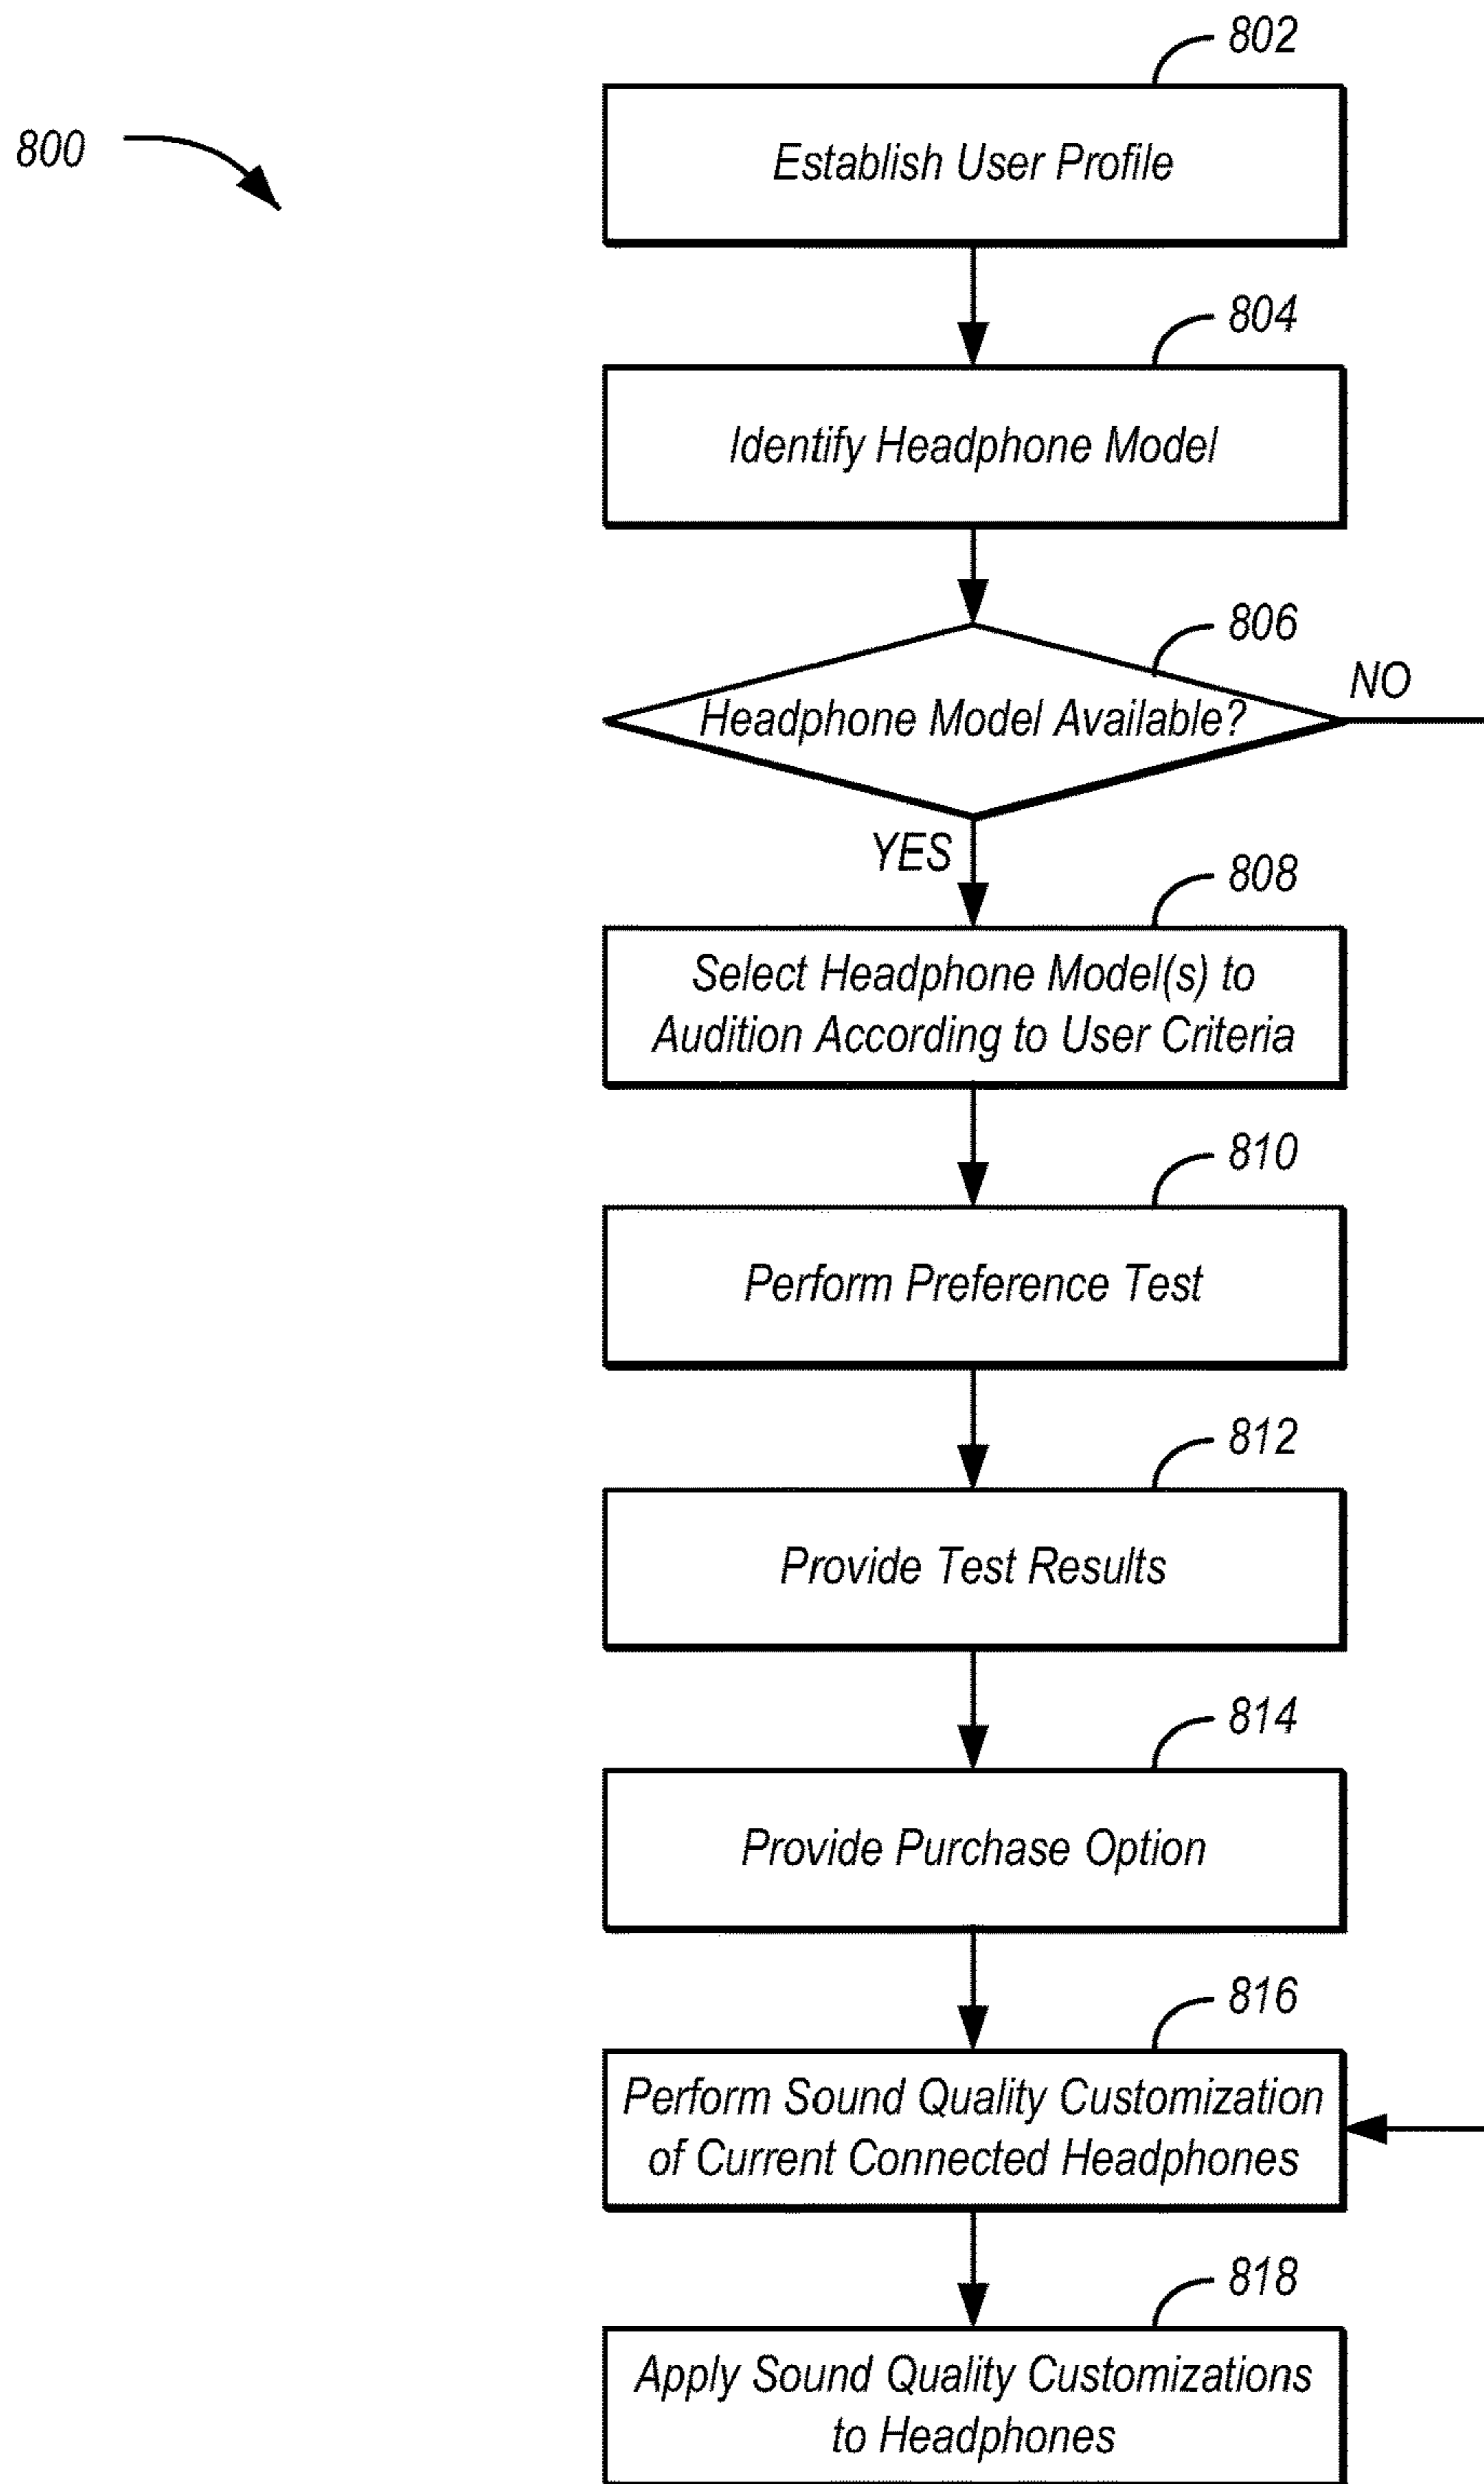 802
800
Establish User Profile
804
Identify Headphone Model
806
NO
Headphone Model Available?
YES
808
Select Headphone Model(s) to
Audition According to User Criteria
810
Perform Preference Test
812
Provide Test Results
814
Provide Purchase Option
816
Perform Sound Quality Customization
of Current Connected Headphones
818
Apply Sound Quality Customizations
to Headphones